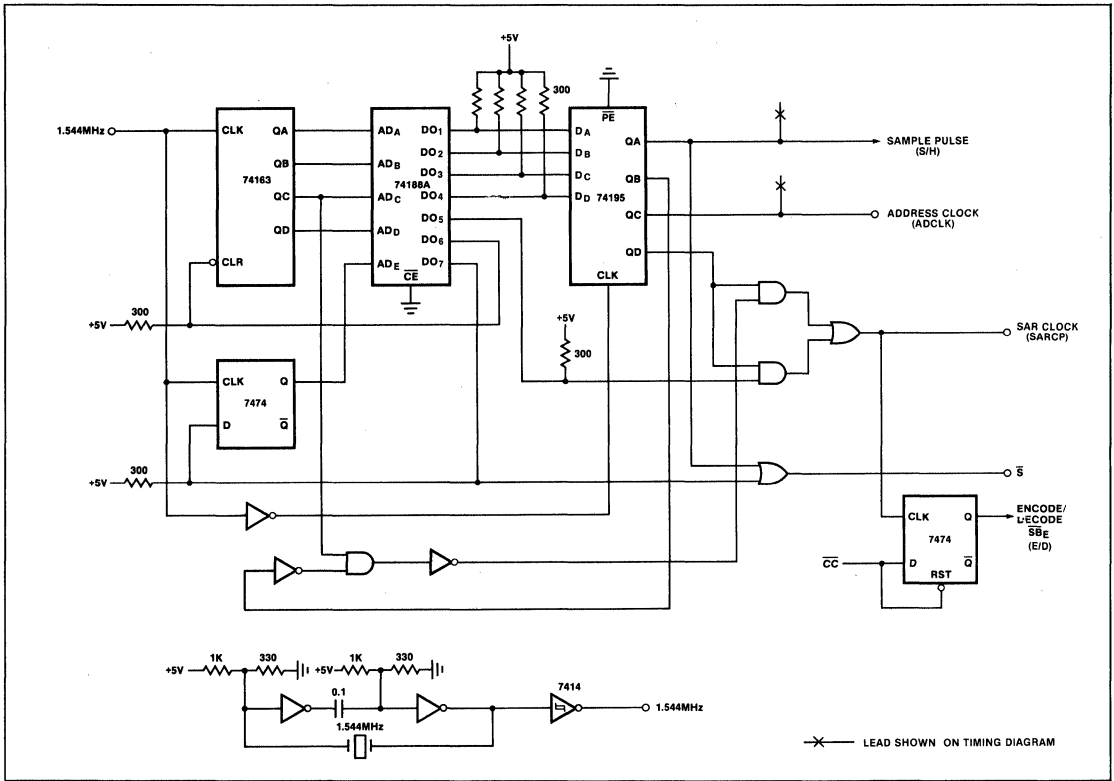 +5V
300
1.544MHz
CLK QA
QB
74163
QC
QD
CLR
ADA DO1
ADB DO2
DO3
74188A
ADC DO4
DO5
ADD DO6
ADE DO7
CE
PE
DA QA
DB QB
DC
74195
DD QC
QD
CLK
SAMPLE PULSE
(S/H)
ADDRESS CLOCK
(ADCLK)
+5V 300
+5V
300
SAR CLOCK
(SARCP)
CLK Q
7474
D Q
+5V 300
S
CLK Q
7474
D Q
RST
CC
ENCODE/
DECODE
SBE
(E/D)
+5V 1K 330 +5V 1K 330
0.1
1.544MHz
7414
1.544MHz
LEAD SHOWN ON TIMING DIAGRAM